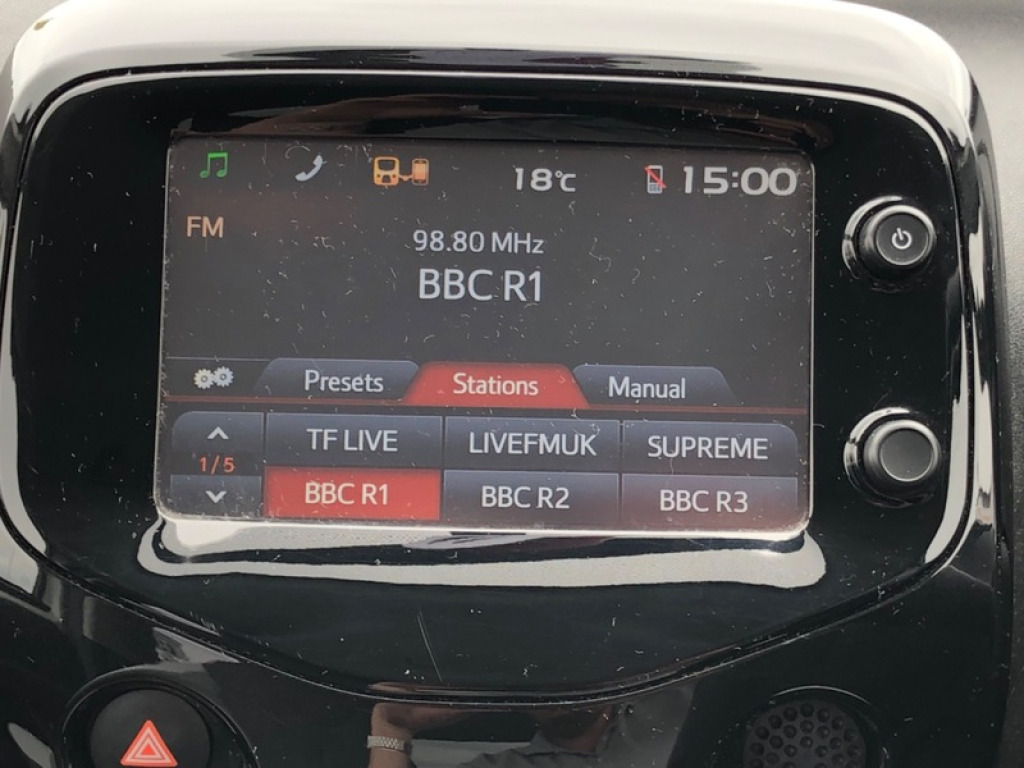 18°C 15:00
FM
98.80 MHz
BBC R1
Presets Stations Manual
TF LIVE LIVEFMUK SUPREME
1/5
BBC R1 BBC R2 BBC R3